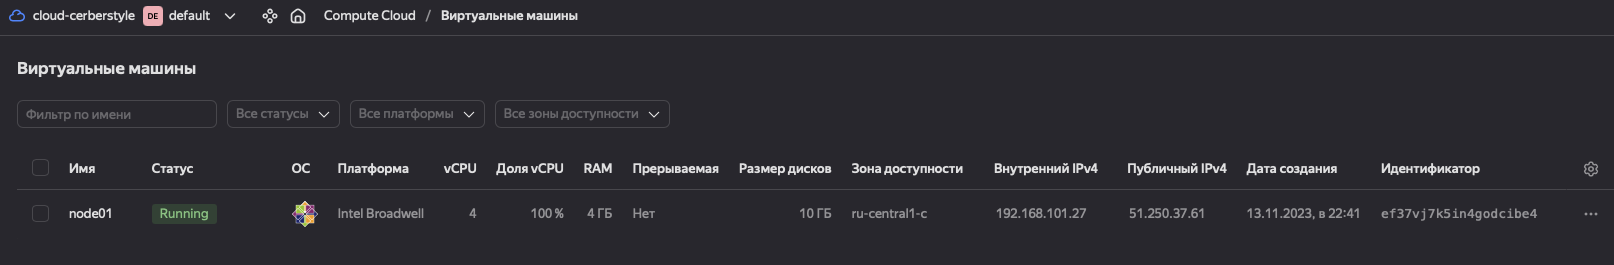 cloud-cerberstyle DE default Compute Cloud / Виртуальные машины
Виртуальные машины
Фильтр по имени Все статусы Все платформы Все зоны доступности
Имя Статус ОС Платформа vCPU Доля vCPU RAM Прерываемая Размер дисков Зона доступности Внутренний IPv4 Публичный IPv4 Дата создания Идентификатор
node01 Running Intel Broadwell 4 100 % 4 ГБ Нет 10 ГБ ru-central1-c 192.168.101.27 51.250.37.61 13.11.2023, в 22:41 ef37vj7k5in4godcibe4